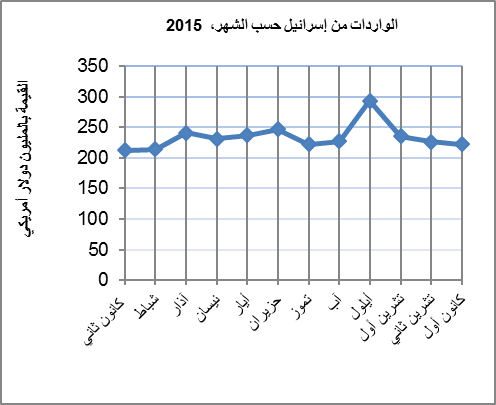 الواردات من إسرائيل حسب الشهر، 2015
القيمة بالمليون دولار أمريكي
350
300
250
200
150
100
50
0
كانون ثاني
شباط
آذار
نيسان
أيار
حزيران
تموز
آب
ايلول
تشرين أول
تشرين ثاني
كانون أول